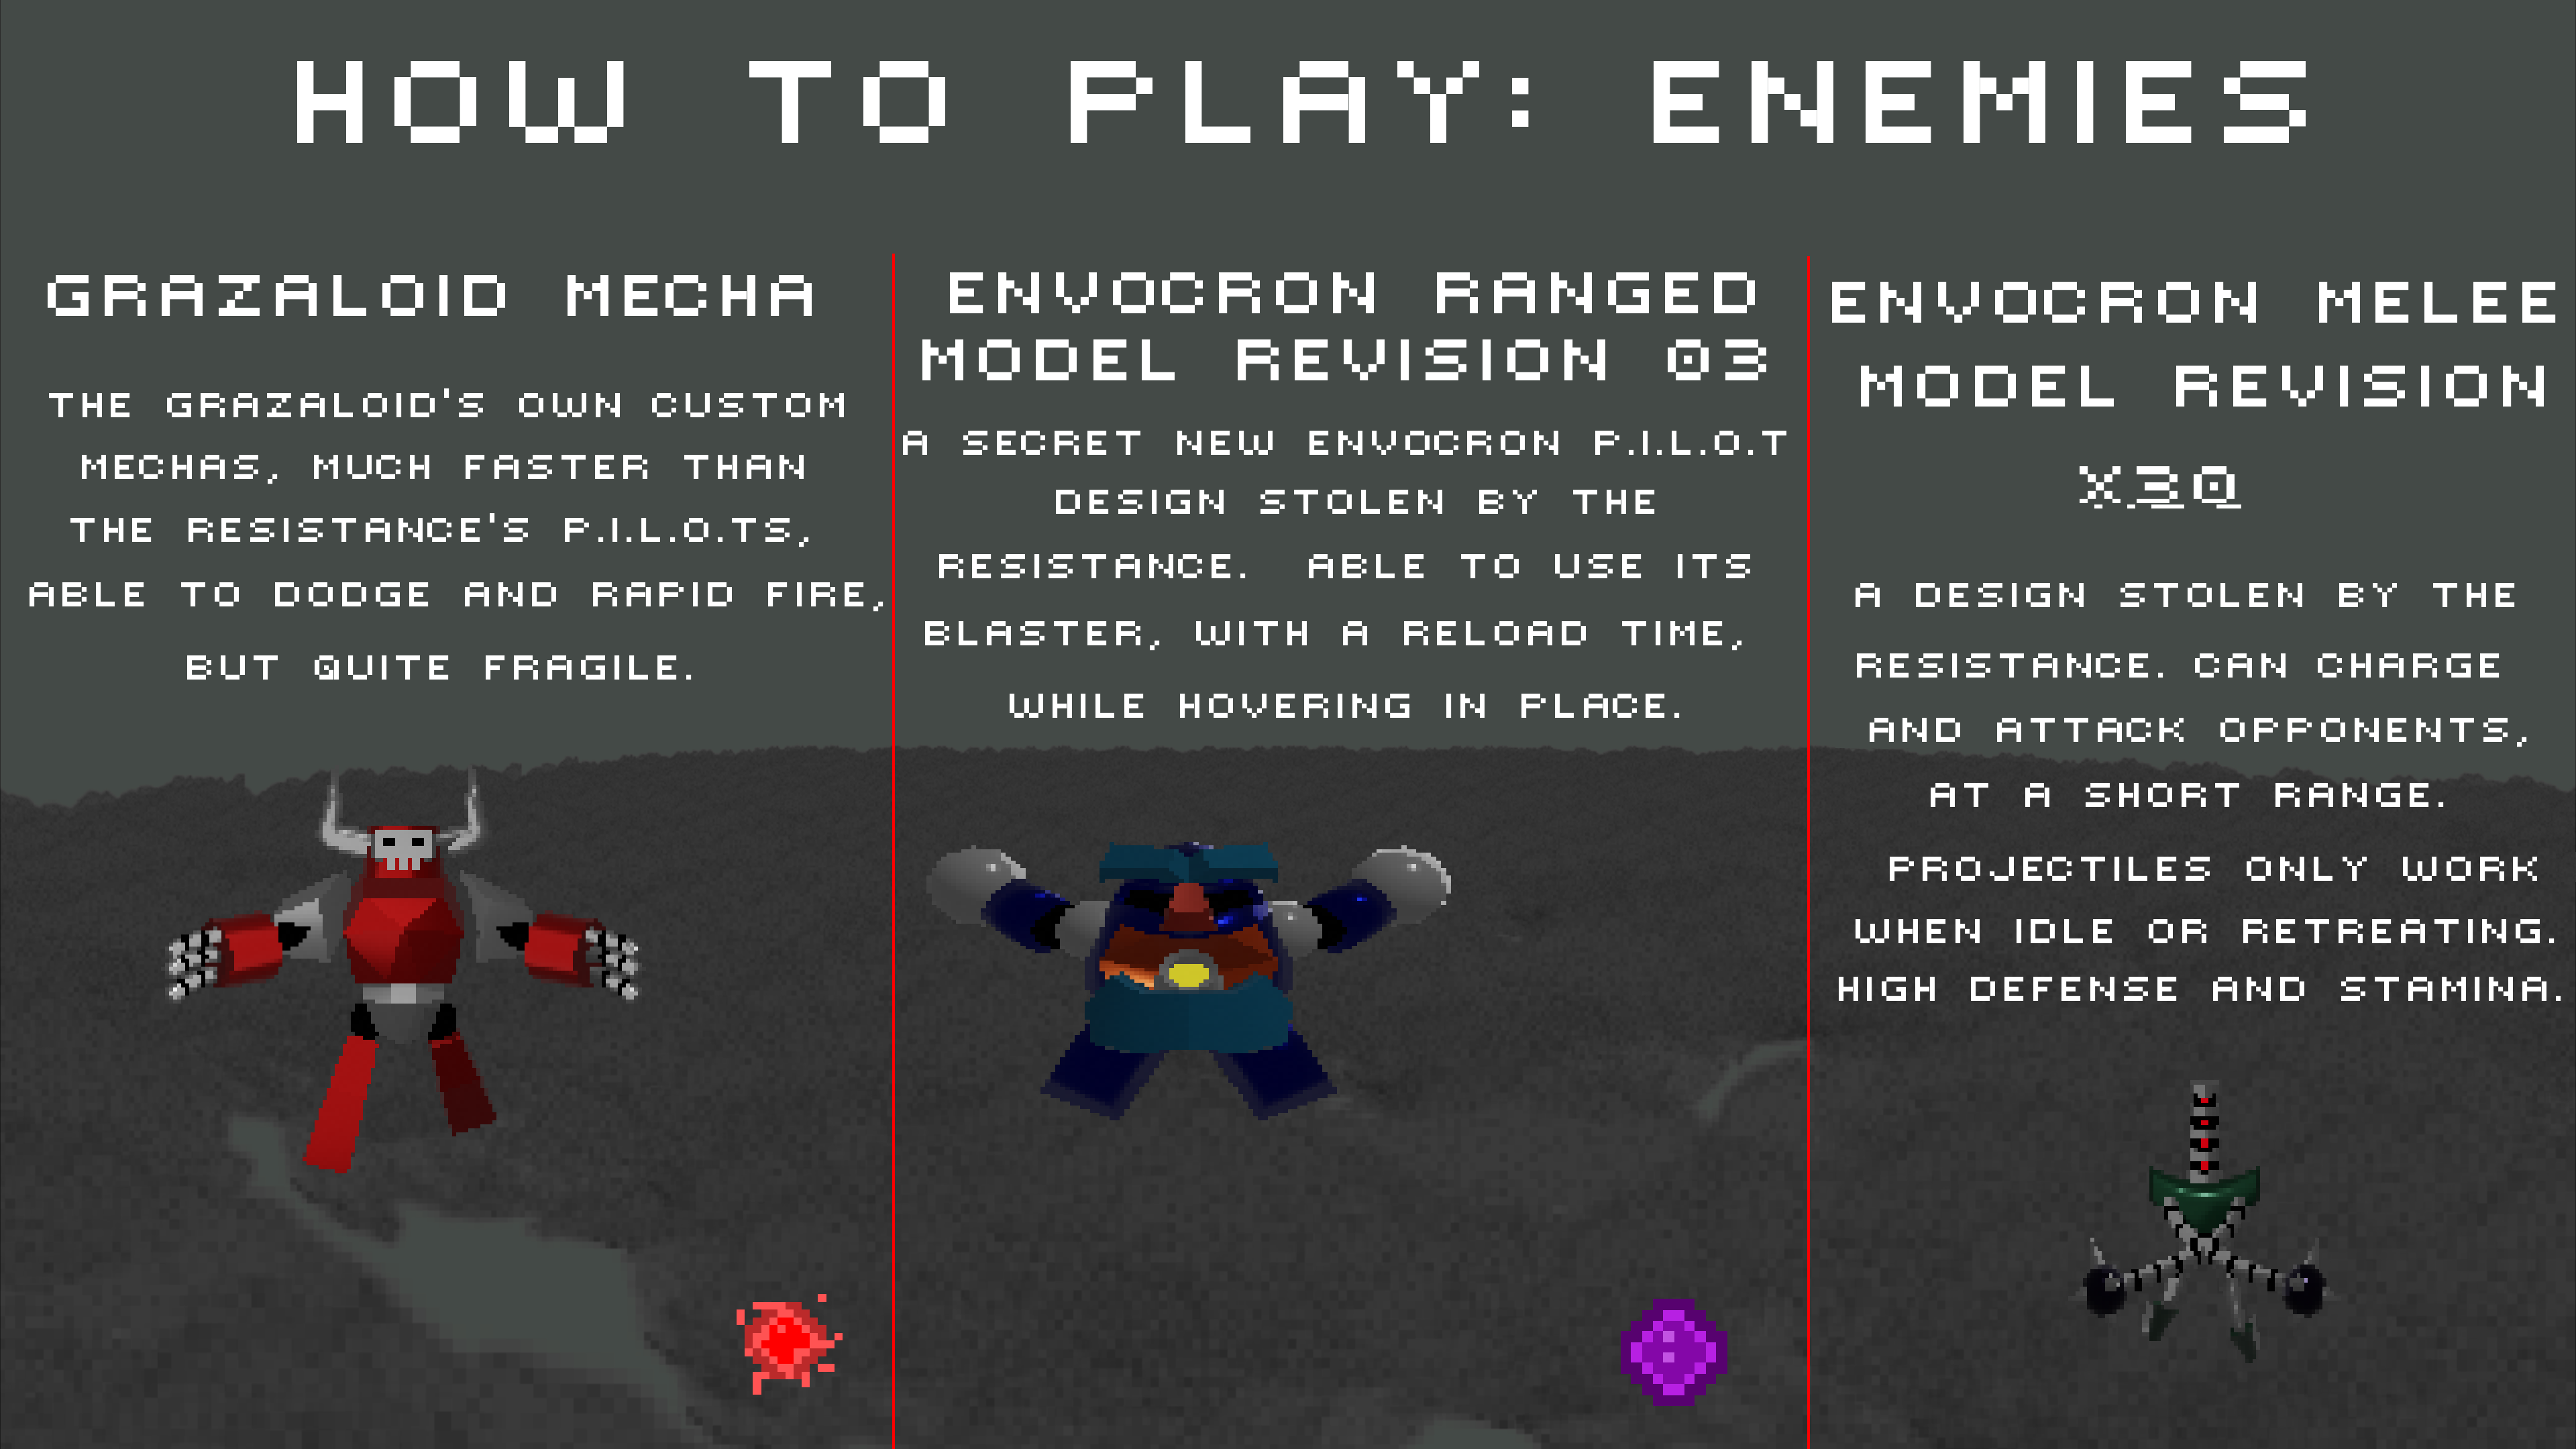 HOW TO PLAY: ENEMIES
GRAZALOID MECHA
THE GRAZALOID'S OWN CUSTOM
MECHAS, MUCH FASTER THAN
THE RESISTANCE'S P.I.L.O.TS,
ABLE TO DODGE AND RAPID FIRE,
BUT QUITE FRAGILE.
ENVOCRON RANGED
MODEL REVISION 03
A SECRET NEW ENVOCRON P.I.L.O.T
DESIGN STOLEN BY THE
RESISTANCE.  ABLE TO USE ITS
BLASTER, WITH A RELOAD TIME,
WHILE HOVERING IN PLACE.
ENVOCRON MELEE
MODEL REVISION
X30
A DESIGN STOLEN BY THE
RESISTANCE. CAN CHARGE
AND ATTACK OPPONENTS,
AT A SHORT RANGE.
PROJECTILES ONLY WORK
WHEN IDLE OR RETREATING.
HIGH DEFENSE AND STAMINA.